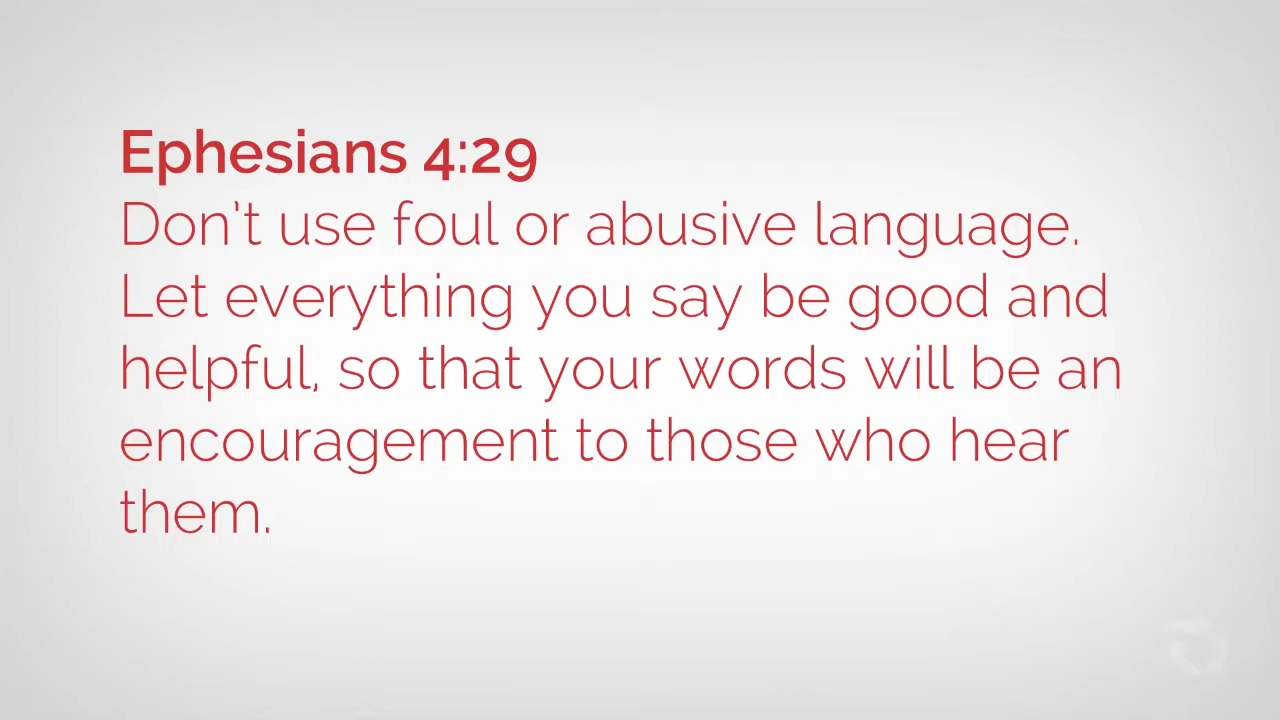 Ephesians 4:29
Don't use foul or abusive language.
Let everything you say be good and
helpful, so that your words will be an
encouragement to those who hear
them.